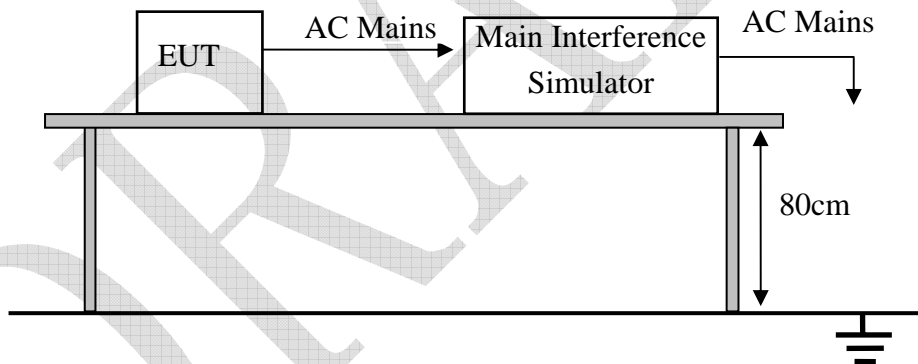 EUT
AC Mains
Main Interference
Simulator
AC Mains
80cm